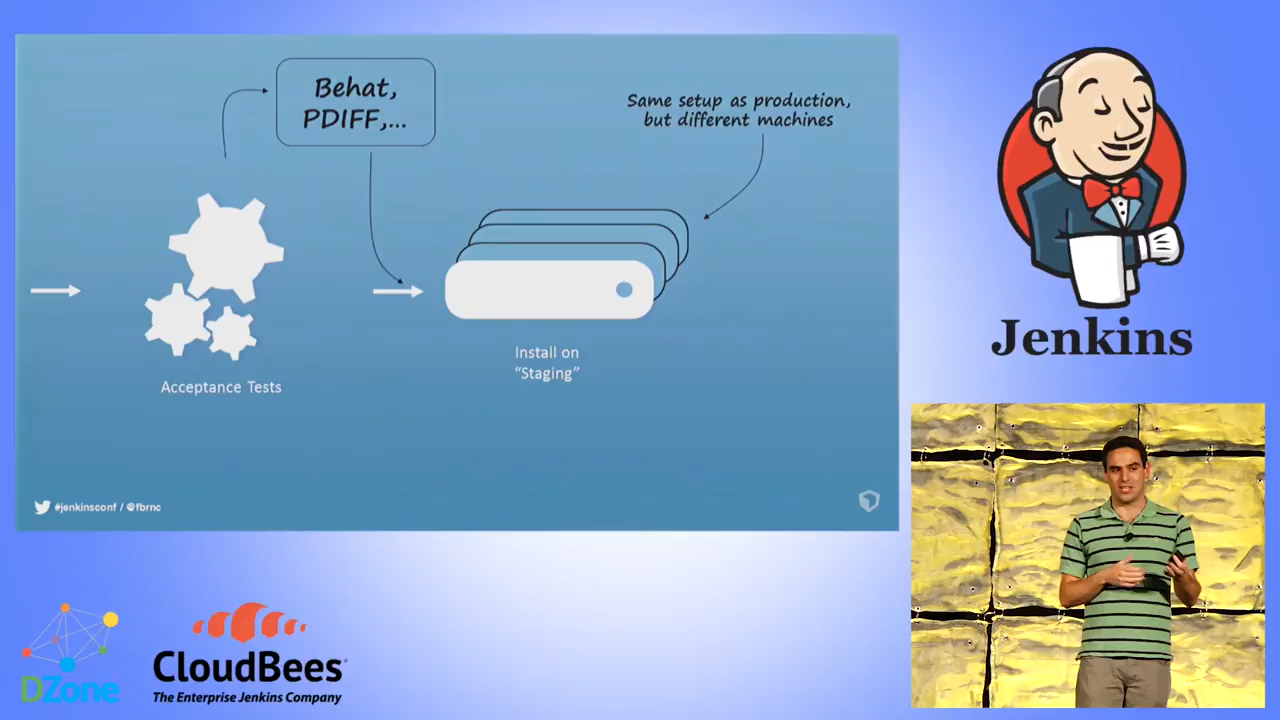 Behat,
PDIFF,...
Same setup as production,
but different machines
Install on
“Staging”
Acceptance Tests
#jenkinsconf / @fbrnc
Jenkins
DZone
CloudBees
The Enterprise Jenkins Company